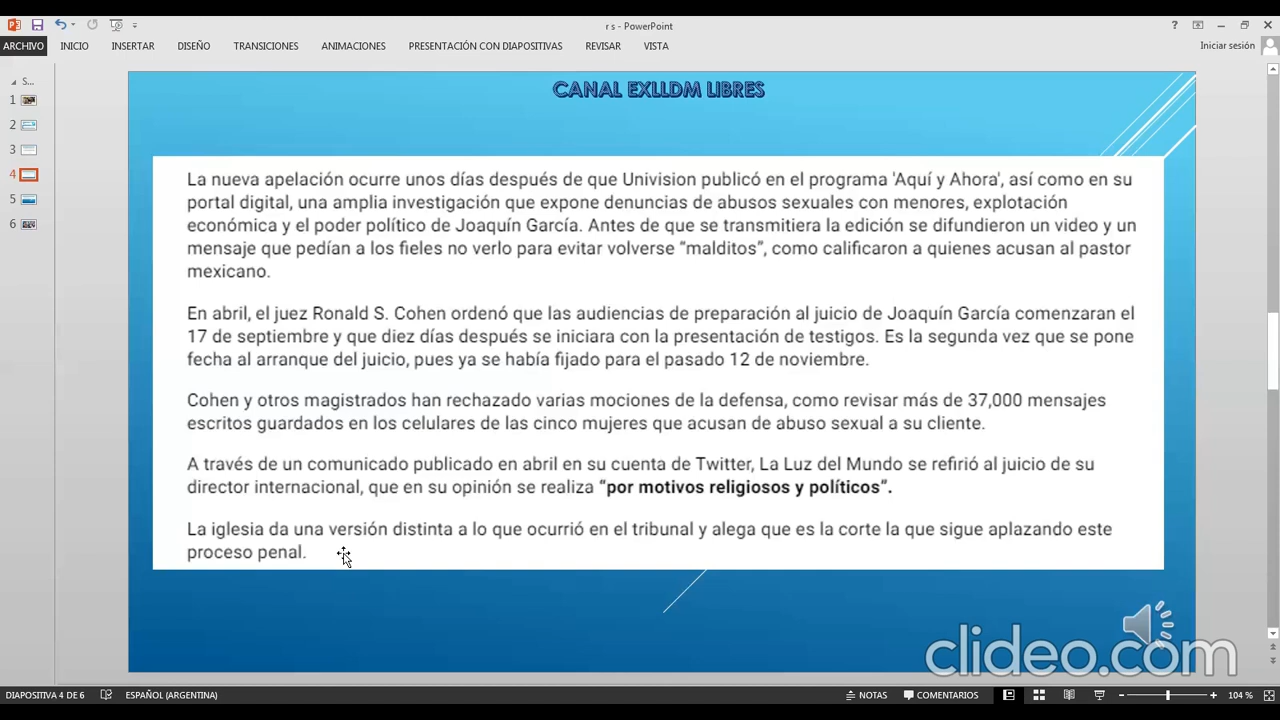 r s - PowerPoint
?
ARCHIVO
INICIO
INSERTAR
DISEÑO
TRANSICIONES
ANIMACIONES
PRESENTACIÓN CON DIAPOSITIVAS
REVISAR
VISTA
Iniciar sesión
S...
1
2
3
4
5
6
CANAL EXLLDM LIBRES
La nueva apelación ocurre unos días después de que Univision publicó en el programa 'Aquí y Ahora', así como en su
portal digital, una amplia investigación que expone denuncias de abusos sexuales con menores, explotación
económica y el poder político de Joaquín García. Antes de que se transmitiera la edición se difundieron un video y un
mensaje que pedían a los fieles no verlo para evitar volverse “malditos”, como calificaron a quienes acusan al pastor
mexicano.
En abril, el juez Ronald S. Cohen ordenó que las audiencias de preparación al juicio de Joaquín García comenzaran el
17 de septiembre y que diez días después se iniciara con la presentación de testigos. Es la segunda vez que se pone
fecha al arranque del juicio, pues ya se había fijado para el pasado 12 de noviembre.
Cohen y otros magistrados han rechazado varias mociones de la defensa, como revisar más de 37,000 mensajes
escritos guardados en los celulares de las cinco mujeres que acusan de abuso sexual a su cliente.
A través de un comunicado publicado en abril en su cuenta de Twitter, La Luz del Mundo se refirió al juicio de su
director internacional, que en su opinión se realiza “por motivos religiosos y políticos”.
La iglesia da una versión distinta a lo que ocurrió en el tribunal y alega que es la corte la que sigue aplazando este
proceso penal.
clideo.com
DIAPOSITIVA 4 DE 6
ESPAÑOL (ARGENTINA)
NOTAS
COMENTARIOS
104 %